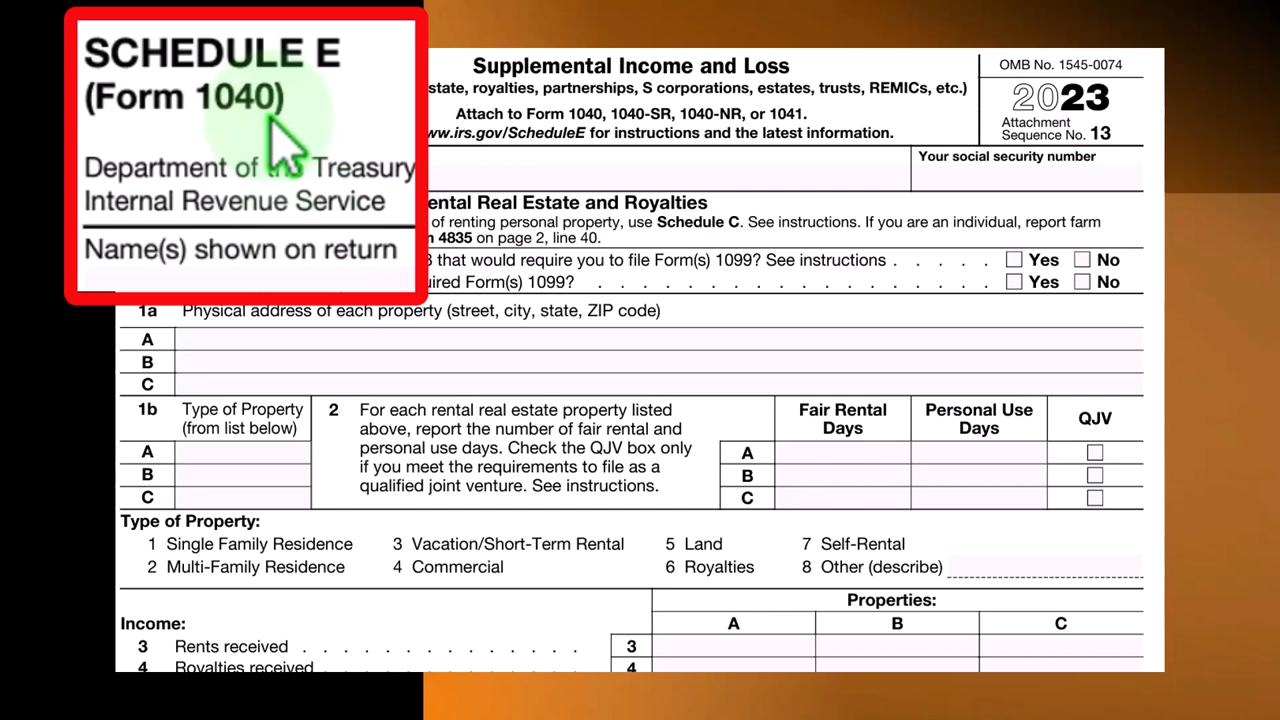 SCHEDULE E
(Form 1040)
Department of Treasury
Internal Revenue Service
Name(s) shown on return
Supplemental Income and Loss
state, royalties, partnerships, S corporations, estates, trusts, REMICs, etc.)
Attach to Form 1040, 1040-SR, 1040-NR, or 1041.
ww.irs.gov/ScheduleE for instructions and the latest information.
OMB No. 1545-0074
2023
Attachment
Sequence No. 13
Your social security number
ental Real Estate and Royalties
of renting personal property, use Schedule C. See instructions. If you are an individual, report farm
4835 on page 2, line 40.
that would require you to file Form(s) 1099? See instructions . . . . . Yes No
uired Form(s) 1099? . . . . . . . . . . . . . . . . . . Yes No
1a Physical address of each property (street, city, state, ZIP code)
A
B
C
1b Type of Property
(from list below)
A
B
C
2 For each rental real estate property listed
above, report the number of fair rental and
personal use days. Check the QJV box only
if you meet the requirements to file as a
qualified joint venture. See instructions.
Fair Rental
Days
Personal Use
Days
QJV
A
B
C
Type of Property:
1 Single Family Residence 3 Vacation/Short-Term Rental 5 Land 7 Self-Rental
2 Multi-Family Residence 4 Commercial 6 Royalties 8 Other (describe)
Properties:
Income: A B C
3 Rents received . . . . . . . . . . . . . 3
4 Royalties received 4